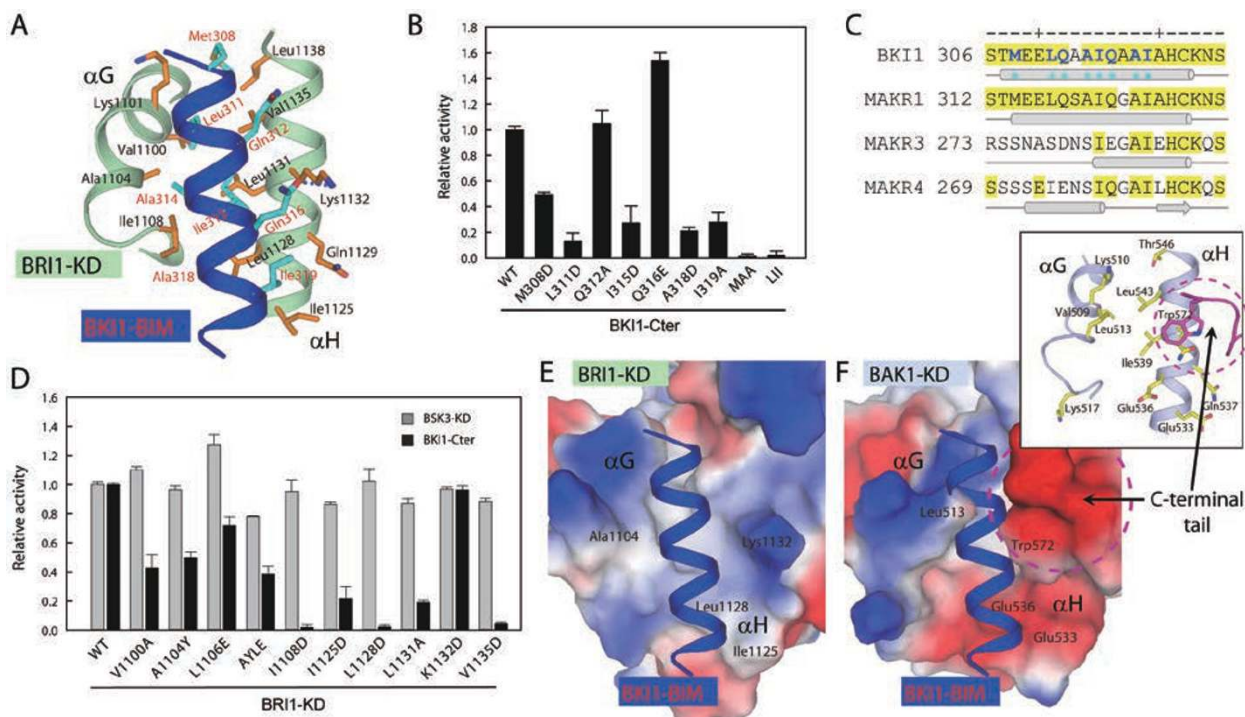 A
αG
Met308
Leu1138
Lys1101
Val1135
Leu311
Gln312
Val1100
Leu1131
Ala1104
Lys1132
Ala314
Gln316
Ile1108
Leu1128
Gln1129
BRI1-KD
Ala318
Ile319
Ile1125
BKI1-BIM
αH
B
Relative activity
1.8
1.6
1.4
1.2
1.0
0.8
0.6
0.4
0.2
0.0
WT
M308D
L311D
Q312A
I315D
Q316E
A318D
I319A
MAA
LII
BKI1-Cter
C
BKI1 306 STMEELQAAIQAAIAHCKNS
MAKR1 312 STMEELQSAIQGAIAHCKNS
MAKR3 273 RSSNASDNSIEGAIEHCKQS
MAKR4 269 SSSSEIENSIQGAILHCKQS
Thr546
αG
Lys510
αH
Leu543
Val509
Trp572
Leu513
Ile539
Lys517
Glu536
Gln537
Glu533
D
Relative activity
1.6
1.4
1.2
1.0
0.8
0.6
0.4
0.2
0.0
BSK3-KD
BKI1-Cter
WT
V1100A
A1104Y
L1106E
AYLE
I1108D
I1125D
L1128D
L1131A
K1132D
V1135D
BRI1-KD
E
BRI1-KD
αG
Ala1104
Lys1132
Leu1128
αH
Ile1125
BKI1-BIM
F
BAK1-KD
αG
Leu513
C-terminal
tail
Trp572
Glu536
αH
Glu533
BKI1-BIM